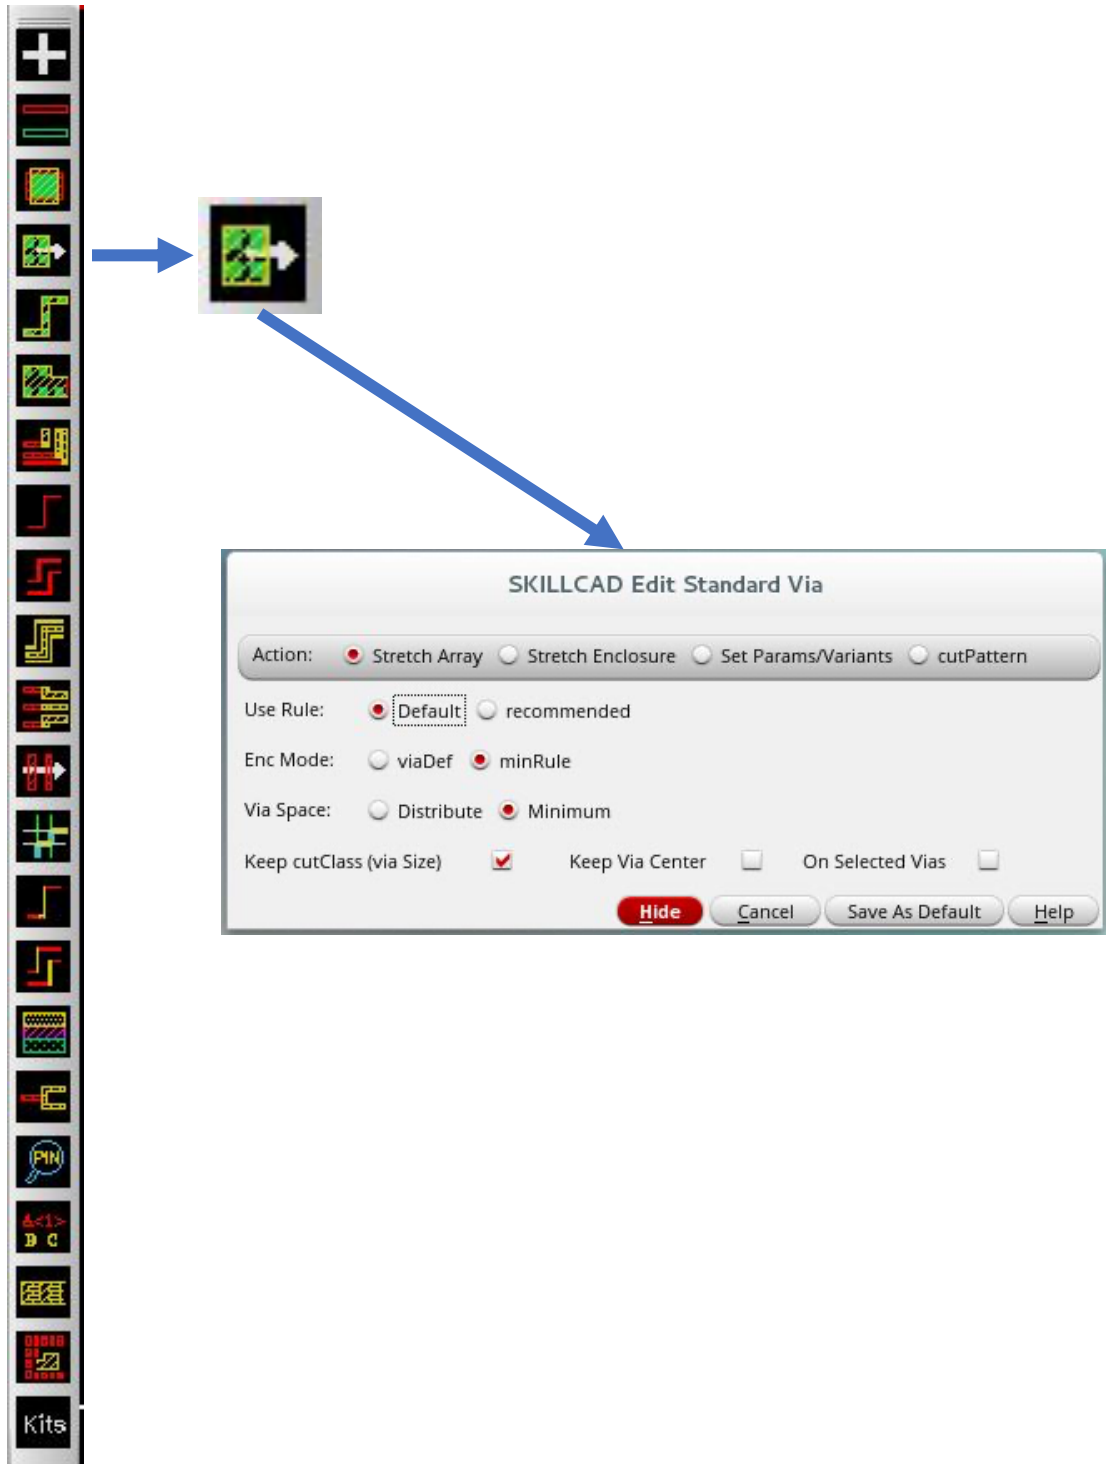 SKILLCAD Edit Standard Via
Action: Stretch Array Stretch Enclosure Set Params/Variants cutPattern
Use Rule: Default recommended
Enc Mode: viaDef minRule
Via Space: Distribute Minimum
Keep cutClass (via Size) Keep Via Center On Selected Vias
Hide Cancel Save As Default Help
PIN
A<1>
B C
Kits